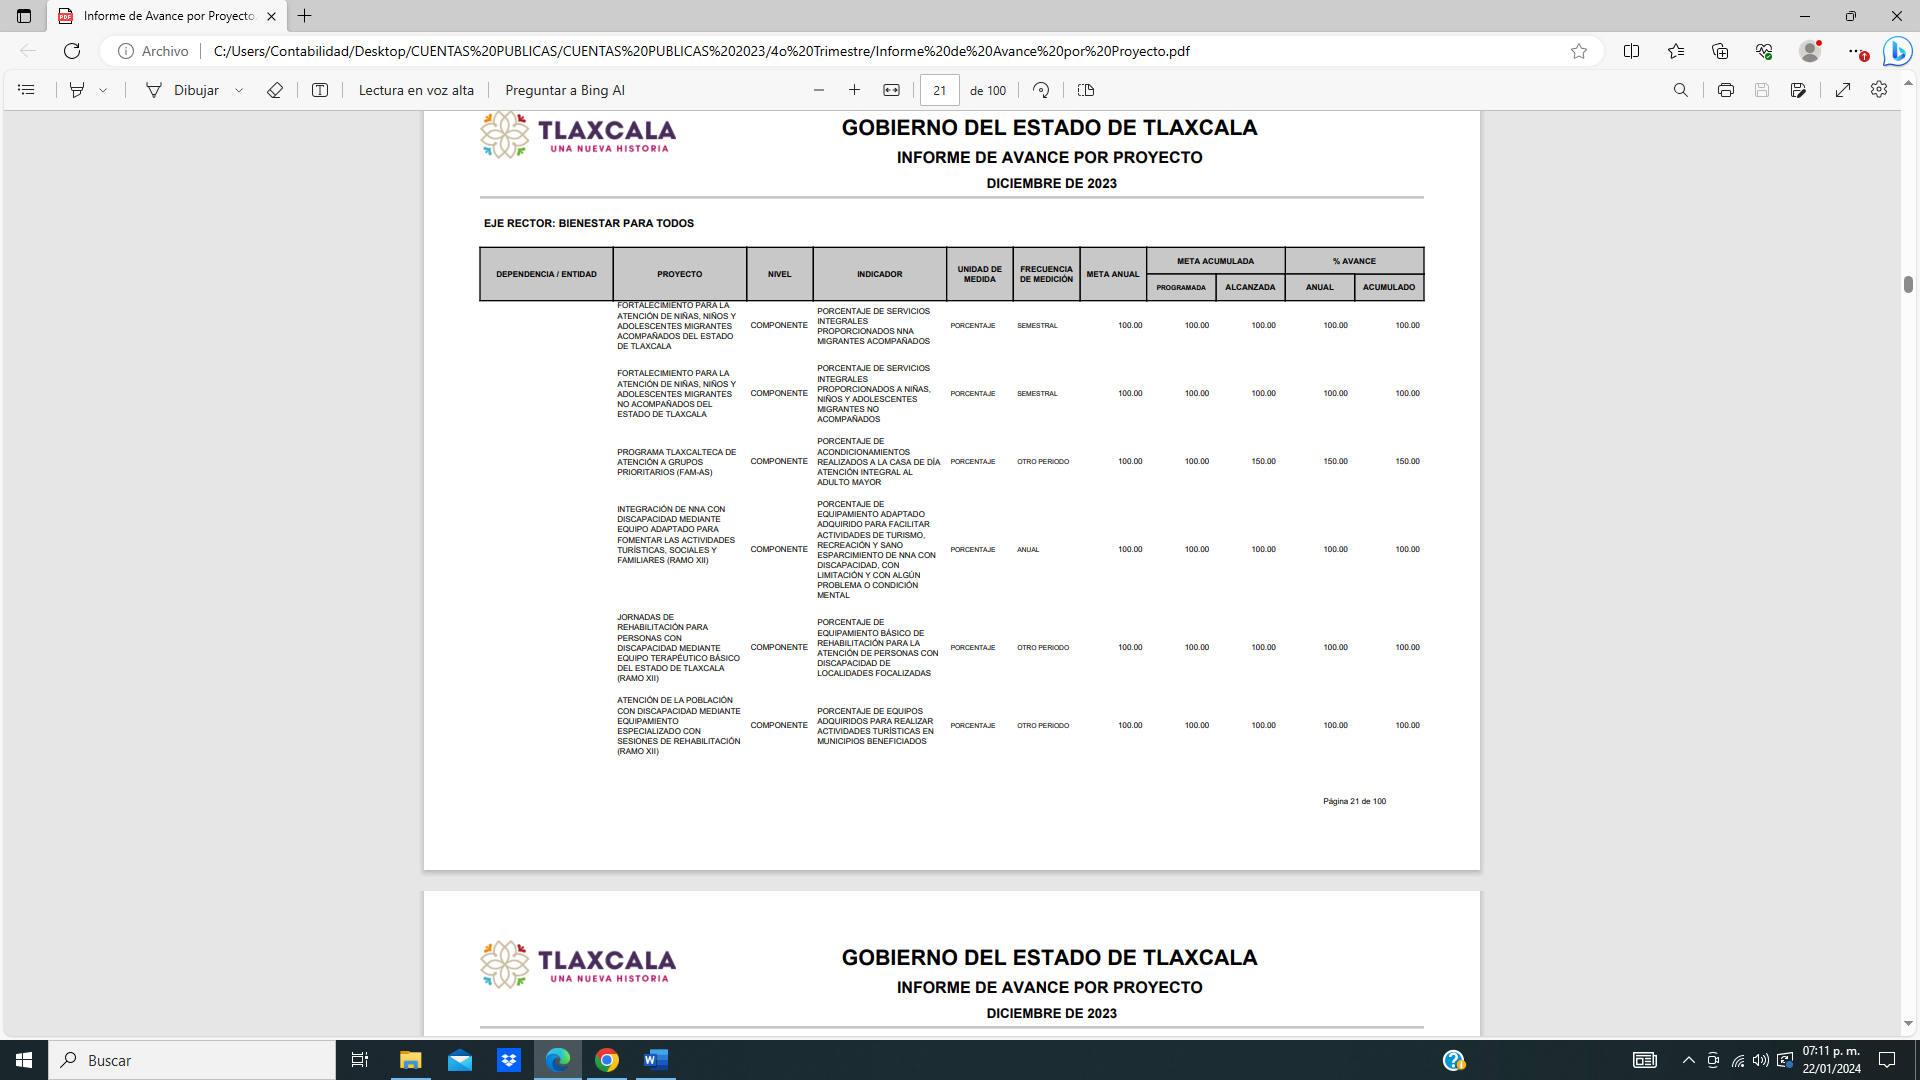 Informe de Avance por Proyecto.
Archivo
C:/Users/Contabilidad/Desktop/CUENTAS%20PUBLICAS/CUENTAS%20PUBLICAS%202023/4o%20Trimestre/Informe%20de%20Avance%20por%20Proyecto.pdf
Dibujar
Lectura en voz alta
Preguntar a Bing AI
21
de 100
TLAXCALA
UNA NUEVA HISTORIA
GOBIERNO DEL ESTADO DE TLAXCALA
INFORME DE AVANCE POR PROYECTO
DICIEMBRE DE 2023
EJE RECTOR: BIENESTAR PARA TODOS
DEPENDENCIA / ENTIDAD
PROYECTO
NIVEL
INDICADOR
UNIDAD DE
MEDIDA
FRECUENCIA
DE MEDICIÓN
META ANUAL
META ACUMULADA
PROGRAMADA
ALCANZADA
% AVANCE
ANUAL
ACUMULADO
FORTALECIMIENTO PARA LA
ATENCIÓN DE NIÑAS, NIÑOS Y
ADOLESCENTES MIGRANTES
ACOMPAÑADOS DEL ESTADO
DE TLAXCALA
COMPONENTE
PORCENTAJE DE SERVICIOS
INTEGRALES
PROPORCIONADOS NNA
MIGRANTES ACOMPAÑADOS
PORCENTAJE
SEMESTRAL
100.00
100.00
100.00
100.00
100.00
FORTALECIMIENTO PARA LA
ATENCIÓN DE NIÑAS, NIÑOS Y
ADOLESCENTES MIGRANTES
NO ACOMPAÑADOS DEL
ESTADO DE TLAXCALA
COMPONENTE
PORCENTAJE DE SERVICIOS
INTEGRALES
PROPORCIONADOS A NIÑAS,
NIÑOS Y ADOLESCENTES
MIGRANTES NO
ACOMPAÑADOS
PORCENTAJE
SEMESTRAL
100.00
100.00
100.00
100.00
100.00
PROGRAMA TLAXCALTECA DE
ATENCIÓN A GRUPOS
PRIORITARIOS (FAM-AS)
COMPONENTE
PORCENTAJE DE
ACONDICIONAMIENTOS
REALIZADOS A LA CASA DE DÍA
ATENCIÓN INTEGRAL AL
ADULTO MAYOR
PORCENTAJE
OTRO PERIODO
100.00
100.00
150.00
150.00
150.00
INTEGRACIÓN DE NNA CON
DISCAPACIDAD MEDIANTE
EQUIPO ADAPTADO PARA
FOMENTAR LAS ACTIVIDADES
TURÍSTICAS, SOCIALES Y
FAMILIARES (RAMO XII)
COMPONENTE
PORCENTAJE DE
EQUIPAMIENTO ADAPTADO
ADQUIRIDO PARA FACILITAR
ACTIVIDADES DE TURISMO,
RECREACIÓN Y SANO
ESPARCIMIENTO DE NNA CON
DISCAPACIDAD, CON
LIMITACIÓN Y CON ALGÚN
PROBLEMA O CONDICIÓN
MENTAL
PORCENTAJE
ANUAL
100.00
100.00
100.00
100.00
100.00
JORNADAS DE
REHABILITACIÓN PARA
PERSONAS CON
DISCAPACIDAD MEDIANTE
EQUIPO TERAPÉUTICO BÁSICO
DEL ESTADO DE TLAXCALA
(RAMO XII)
COMPONENTE
PORCENTAJE DE
EQUIPAMIENTO BÁSICO DE
REHABILITACIÓN PARA LA
ATENCIÓN DE PERSONAS CON
DISCAPACIDAD DE
LOCALIDADES FOCALIZADAS
PORCENTAJE
OTRO PERIODO
100.00
100.00
100.00
100.00
100.00
ATENCIÓN DE LA POBLACIÓN
CON DISCAPACIDAD MEDIANTE
EQUIPAMIENTO
ESPECIALIZADO CON
SESIONES DE REHABILITACIÓN
(RAMO XII)
COMPONENTE
PORCENTAJE DE EQUIPOS
ADQUIRIDOS PARA REALIZAR
ACTIVIDADES TURÍSTICAS EN
MUNICIPIOS BENEFICIADOS
PORCENTAJE
OTRO PERIODO
100.00
100.00
100.00
100.00
100.00
Página 21 de 100
TLAXCALA
UNA NUEVA HISTORIA
GOBIERNO DEL ESTADO DE TLAXCALA
INFORME DE AVANCE POR PROYECTO
DICIEMBRE DE 2023
Buscar
07:11 p. m.
22/01/2024